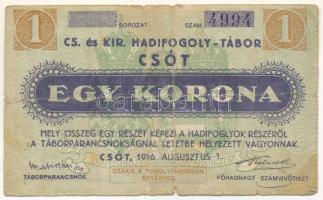 1 SOROZAT SZÁM 4994 1
CS. és KIR. HADIFOGOLY-TÁBOR
CSÓT
EGY KORONA
MELY ÖSSZEG EGY RÉSZÉT KÉPEZI A HADIFOGLYOK RÉSZÉRŐL
A TÁBORPARANCSNOKSÁGNÁL LETÉTBE HELYEZETT VAGYONNAK.
CSÓT, 1916. AUGUSZTUS 1.
TÁBORPARANCSNOK FŐHADNAGY SZÁMVIVŐTISZT
CSAKIS A FOGOLYTÁBORBAN
ÉRVÉNYES